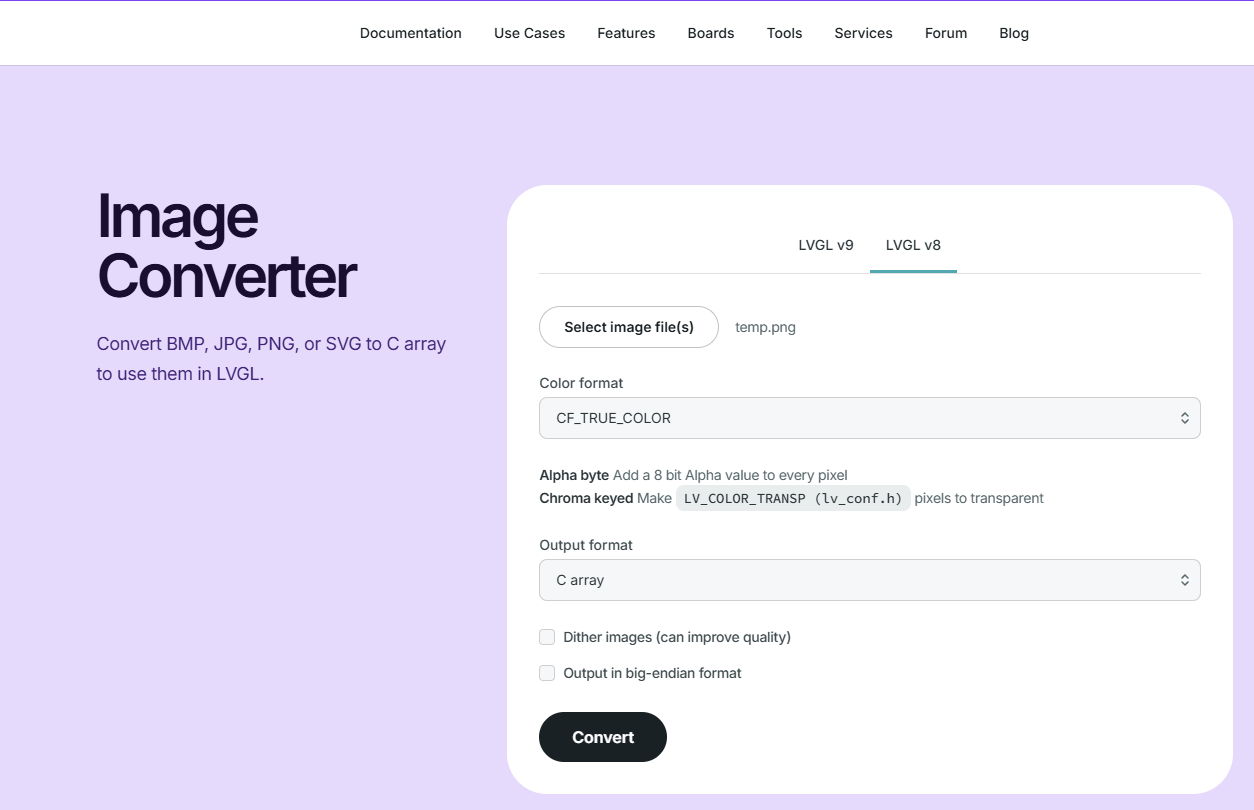 Documentation Use Cases Features Boards Tools Services Forum Blog
Image
Converter
Convert BMP, JPG, PNG, or SVG to C array
to use them in LVGL.
LVGL v9 LVGL v8
Select image file(s) temp.png
Color format
CF_TRUE_COLOR
Alpha byte Add a 8 bit Alpha value to every pixel
Chroma keyed Make LV_COLOR_TRANSP (lv_conf.h) pixels to transparent
Output format
C array
Dither images (can improve quality)
Output in big-endian format
Convert